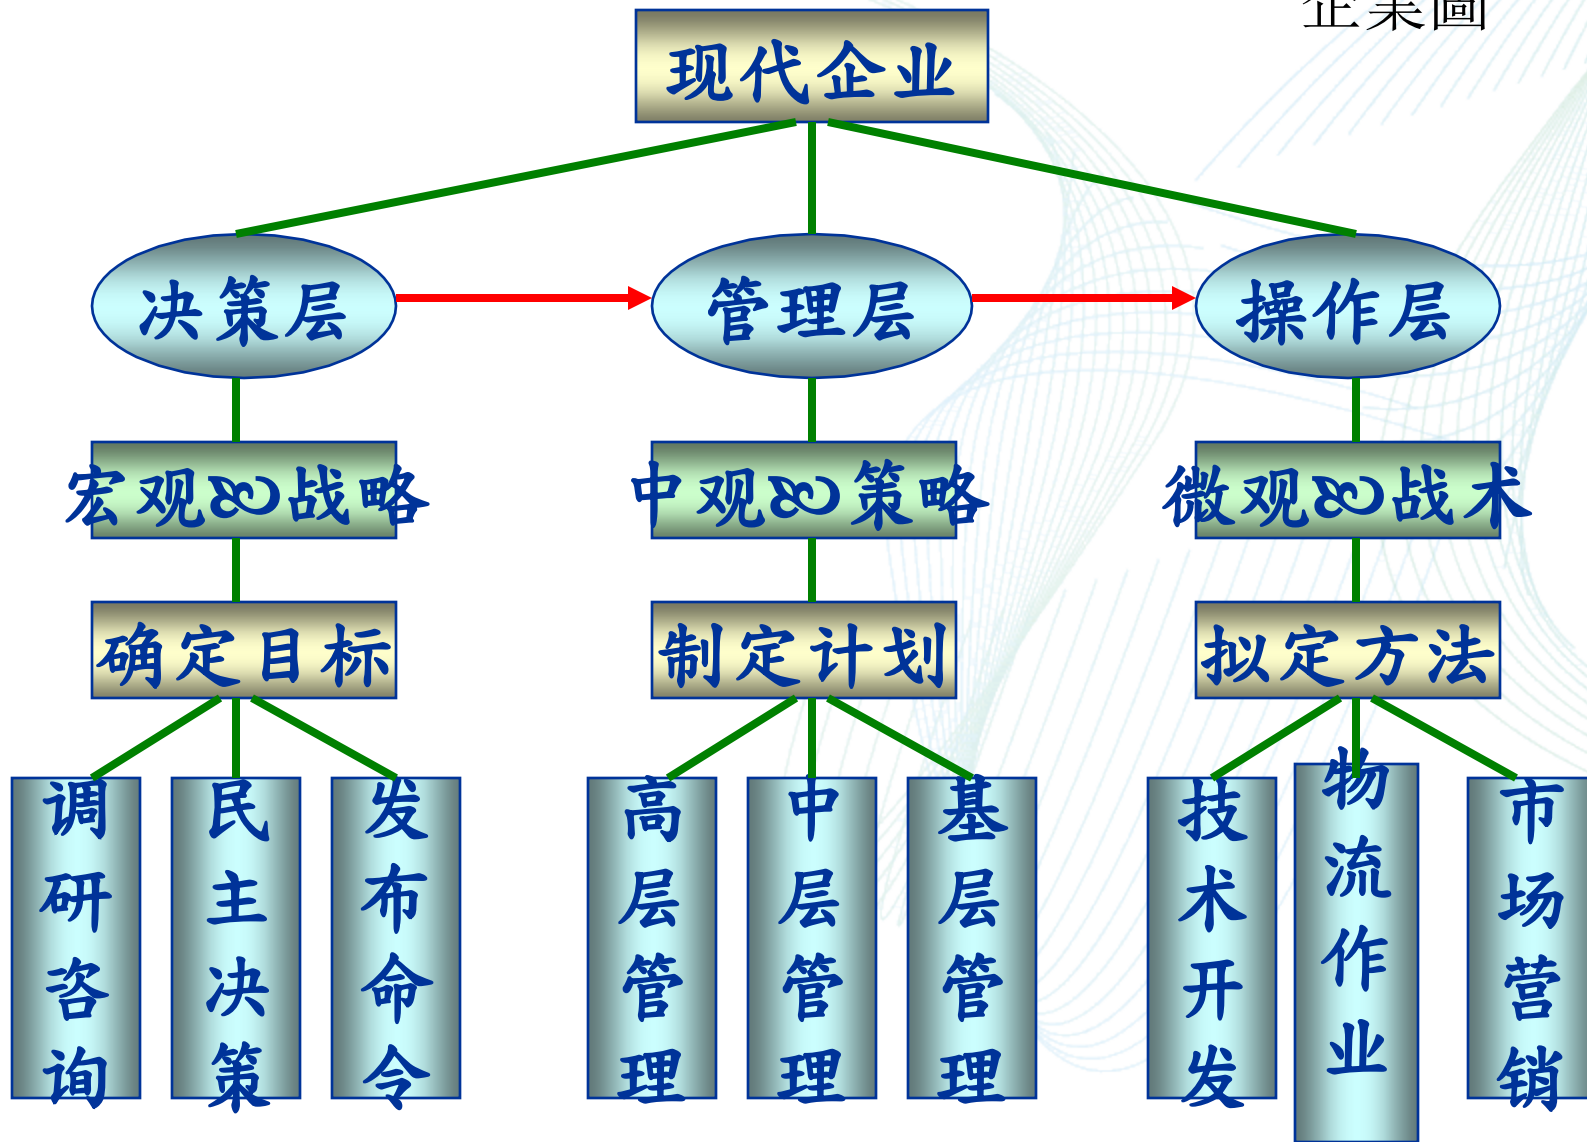 企業圖
现代企业
决策层
管理层
操作层
宏观&战略
中观&策略
微观&战术
确定目标
制定计划
拟定方法
调研咨询
民主决策
发布命令
高层管理
中层管理
基层管理
技术开发
物流作业
市场营销